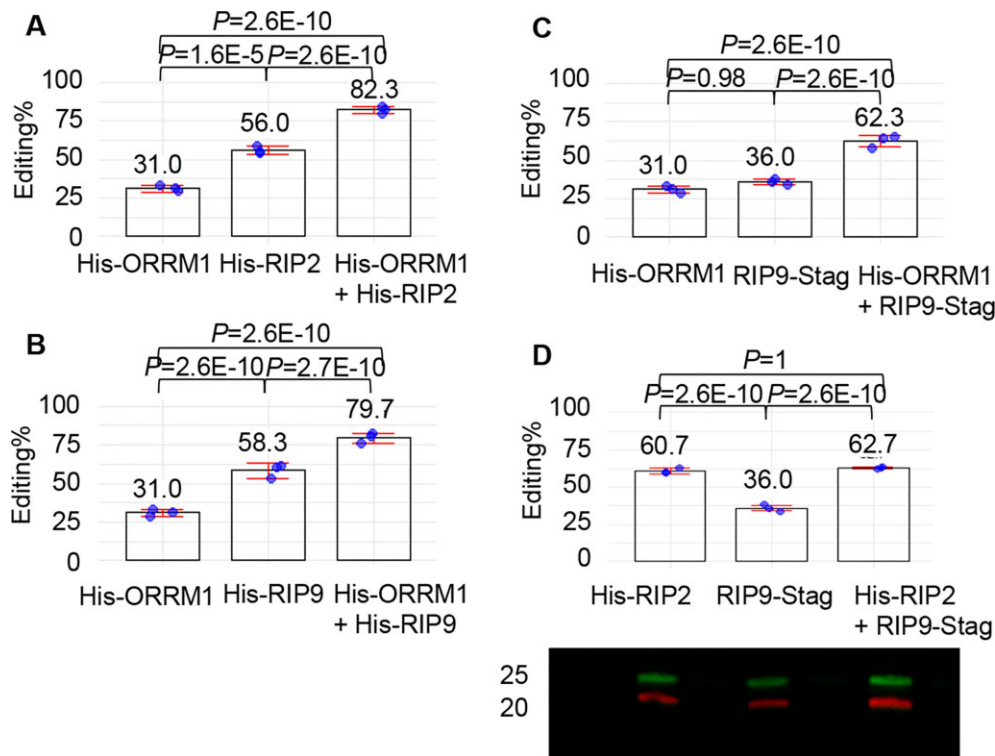 A
P=2.6E-10
P=1.6E-5
P=2.6E-10
Editing%
100
75
50
25
0
31.0
56.0
82.3
His-ORRM1
His-RIP2
His-ORRM1
+ His-RIP2
B
P=2.6E-10
P=2.6E-10
P=2.7E-10
Editing%
100
75
50
25
0
31.0
58.3
79.7
His-ORRM1
His-RIP9
His-ORRM1
+ His-RIP9
C
P=2.6E-10
P=0.98
P=2.6E-10
Editing%
100
75
50
25
0
31.0
36.0
62.3
His-ORRM1
RIP9-Stag
His-ORRM1
+ RIP9-Stag
D
P=1
P=2.6E-10
P=2.6E-10
Editing%
100
75
50
25
0
60.7
36.0
62.7
His-RIP2
RIP9-Stag
His-RIP2
+ RIP9-Stag
25
20